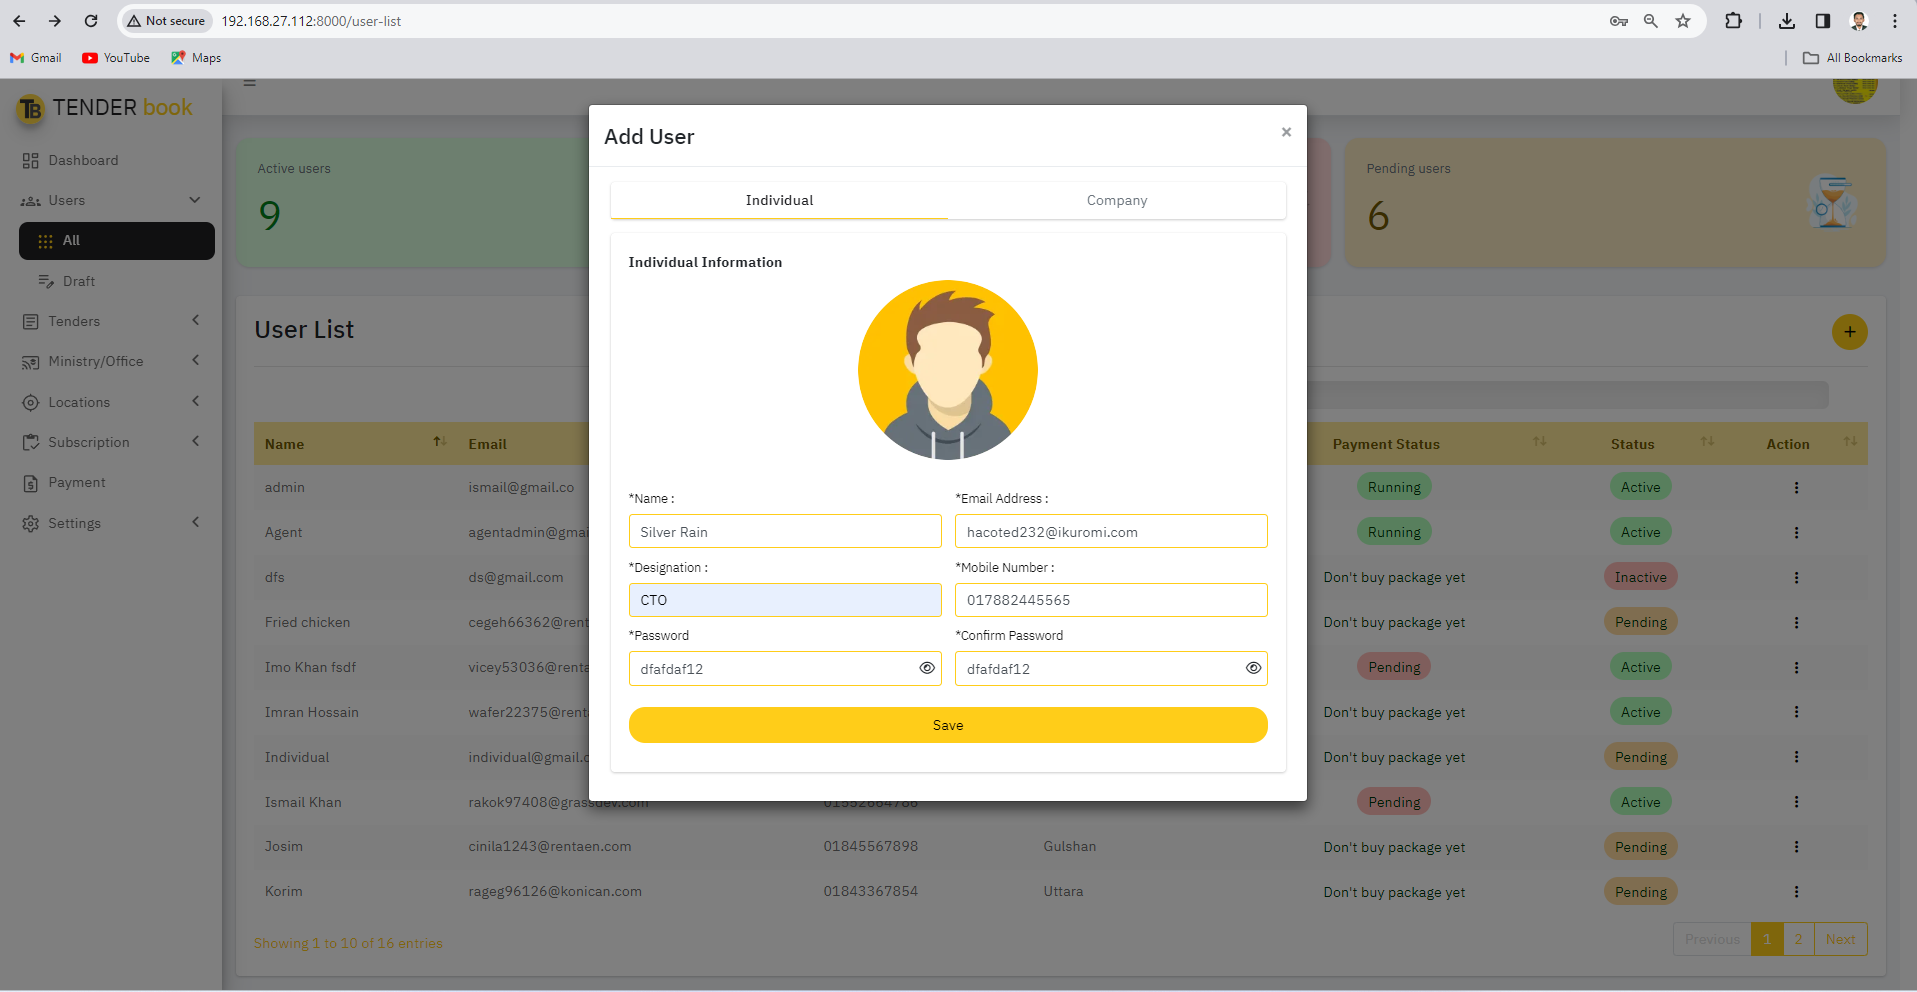 Not secure 192.168.27.112:8000/user-list
Gmail YouTube Maps All Bookmarks
TB TENDER book
Dashboard
Users
All
Draft
Tenders
Ministry/Office
Locations
Subscription
Payment
Settings
Active users
9
Pending users
6
User List
+
Name Email Payment Status Status Action
admin ismail@gmail.co Running Active
Agent agentadmin@gmai Running Active
dfs ds@gmail.com Don't buy package yet Inactive
Fried chicken cegeh66362@rent Don't buy package yet Pending
Imo Khan fsdf vicey53036@renta Pending Active
Imran Hossain wafer22375@renta Don't buy package yet Active
Individual individual@gmail.c Don't buy package yet Pending
Ismail Khan rakok97408@grassdev.com 01552664786 Pending Active
Josim cinila1243@rentaen.com 01845567898 Gulshan Don't buy package yet Pending
Korim rageg96126@konican.com 01843367854 Uttara Don't buy package yet Pending
Showing 1 to 10 of 16 entries
Previous 1 2 Next
Add User ×
Individual Company
Individual Information
*Name : *Email Address :
Silver Rain hacoted232@ikuromi.com
*Designation : *Mobile Number :
CTO 017882445565
*Password *Confirm Password
dfafdaf12 dfafdaf12
Save